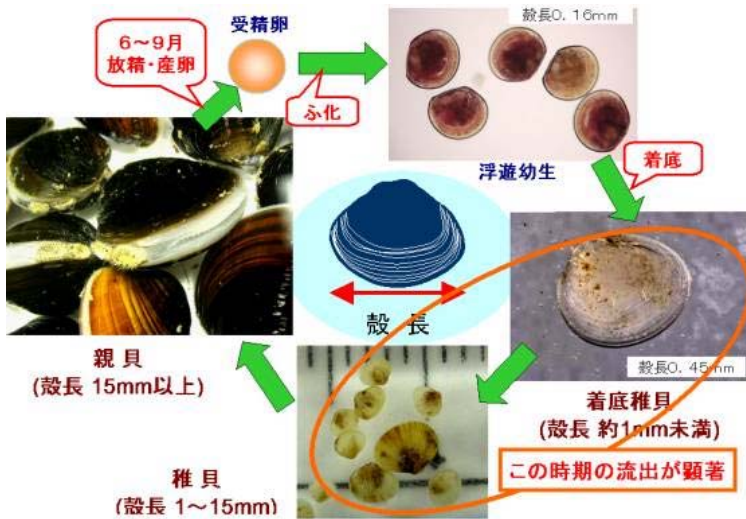 6～9月
放精・産卵
受精卵
ふ化
殻長0.16mm
浮遊幼生
着底
殻長0.45mm
着底稚貝
(殻長 約1mm未満)
この時期の流出が顕著
稚貝
(殻長 1～15mm)
親貝
(殻長 15mm以上)
殻長